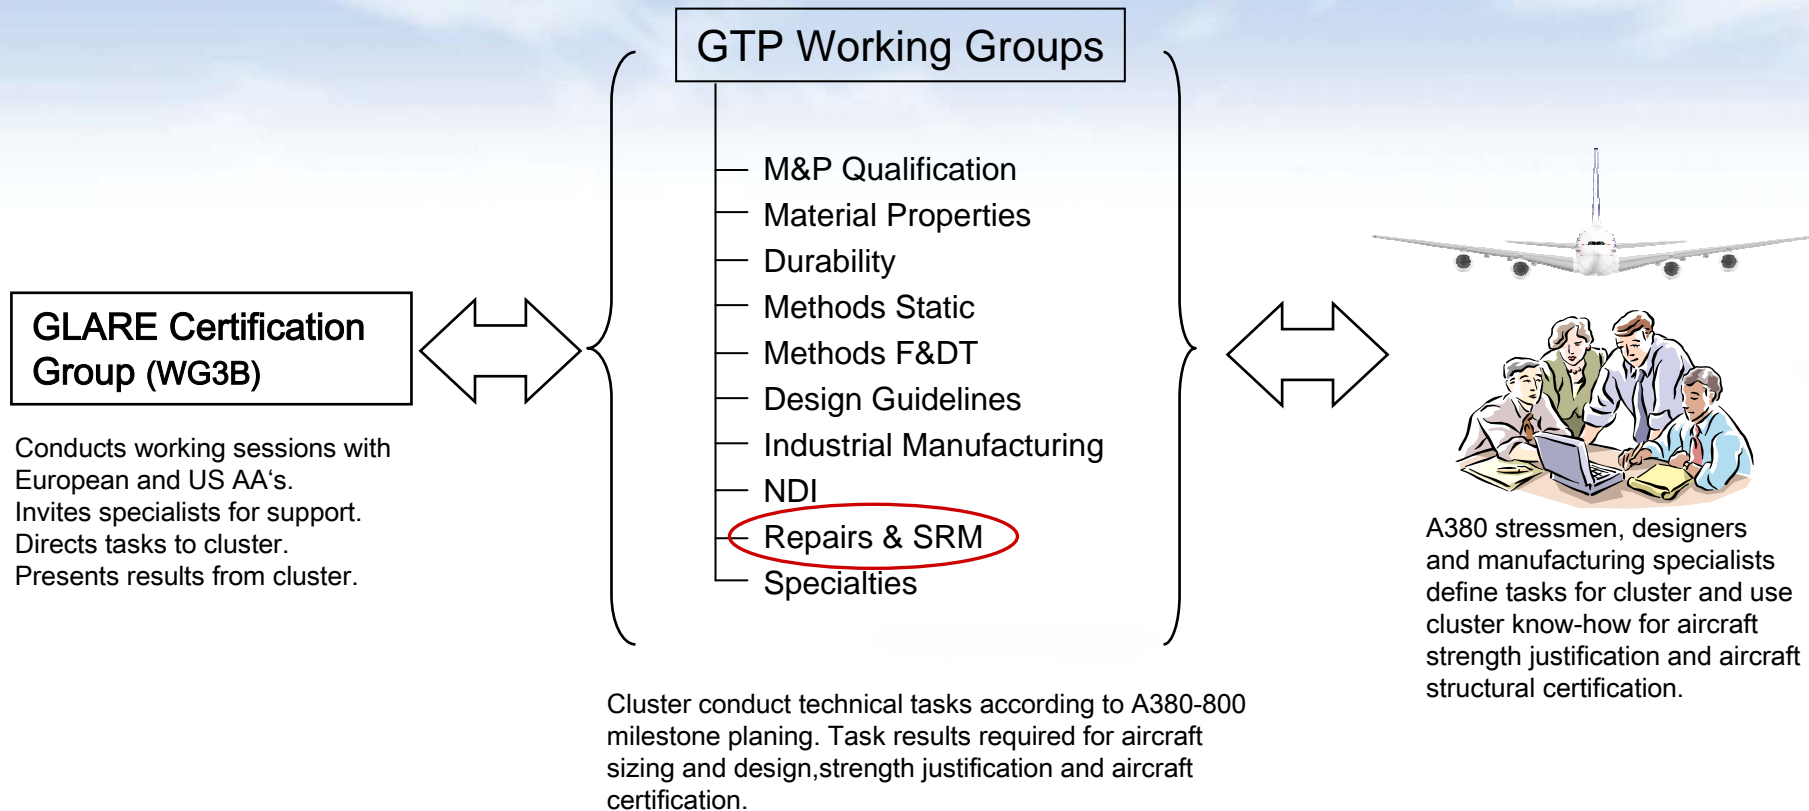 GTP Working Groups
M&P Qualification
Material Properties
Durability
Methods Static
Methods F&DT
Design Guidelines
Industrial Manufacturing
NDI
Repairs & SRM
Specialties
GLARE Certification
Group (WG3B)
Conducts working sessions with
European and US AA‘s.
Invites specialists for support.
Directs tasks to cluster.
Presents results from cluster.
Cluster conduct technical tasks according to A380-800
milestone planing. Task results required for aircraft
sizing and design,strength justification and aircraft
certification.
A380 stressmen, designers
and manufacturing specialists
define tasks for cluster and use
cluster know-how for aircraft
strength justification and aircraft
structural certification.